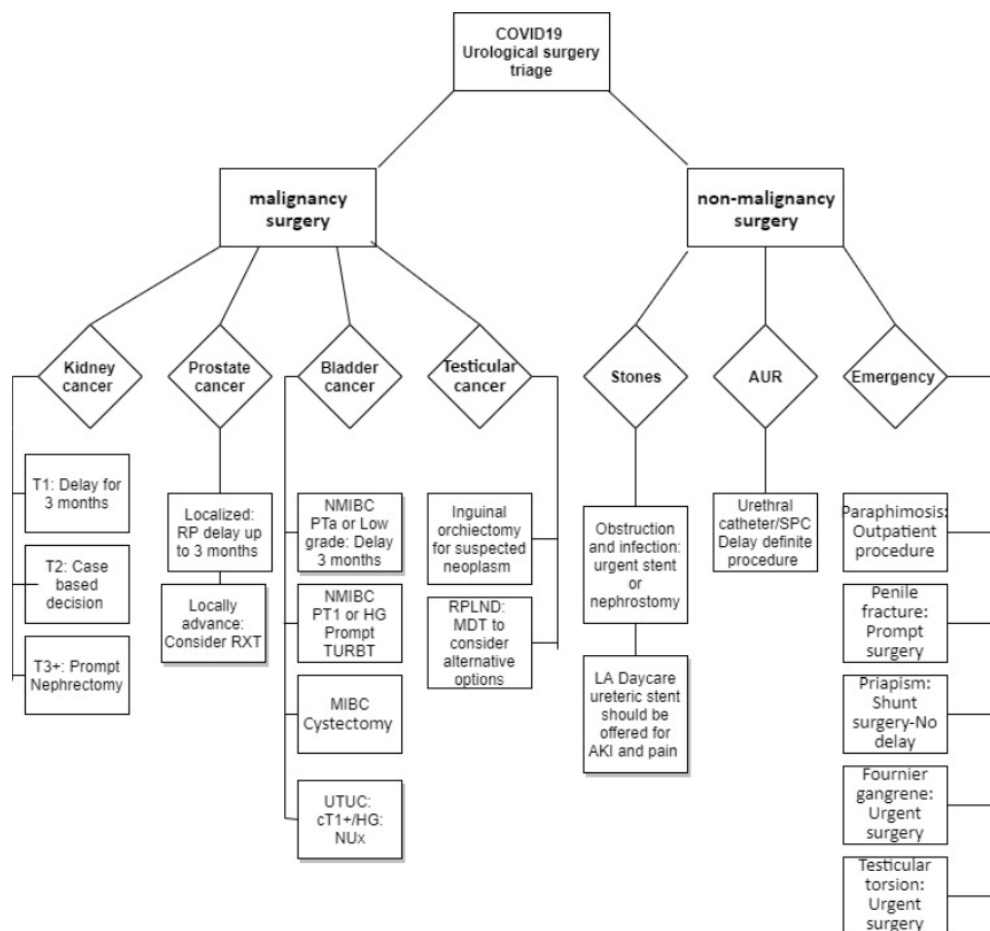 COVID19
Urological surgery
triage
malignancy
surgery
non-malignancy
surgery
Kidney
cancer
Prostate
cancer
Bladder
cancer
Testicular
cancer
Stones
AUR
Emergency
T1: Delay for
3 months
T2: Case
based
decision
T3+: Prompt
Nephrectomy
Localized:
RP delay up
to 3 months
Locally
advance:
Consider RXT
NMIBC
PTa or Low
grade: Delay
3 months
NMIBC
PT1 or HG
Prompt
TURBT
MIBC
Cystectomy
UTUC:
cT1+/HG:
NUx
Inguinal
orchiectomy
for suspected
neoplasm
RPLND:
MDT to
consider
alternative
options
Obstruction
and infection:
urgent stent
or
nephrostomy
LA Daycare
ureteric stent
should be
offered for
AKI and pain
Urethral
catheter/SPC
Delay definite
procedure
Paraphimosis:
Outpatient
procedure
Penile
fracture:
Prompt
surgery
Priapism:
Shunt
surgery-No
delay
Fournier
gangrene:
Urgent
surgery
Testicular
torsion:
Urgent
surgery